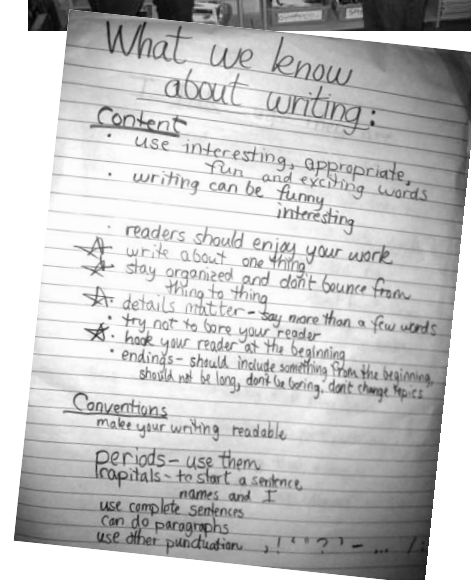 What we know
about writing:
Content
· use interesting, appropriate,
fun and exciting words
· writing can be funny
interesting
· readers should enjoy your work
☆· write about one thing
☆· stay organized and don't bounce from
thing to thing
☆· details matter - say more than a few words
· try not to bore your reader
☆· hook your reader at the beginning
· endings - should include something from the beginning,
should not be long, don't be boring. don't change topics
Conventions
make your writing readable
periods - use them
capitals - to start a sentence
names and I
use complete sentences
can do paragraphs
use other punctuation , ! ' " ? ' - ... / :